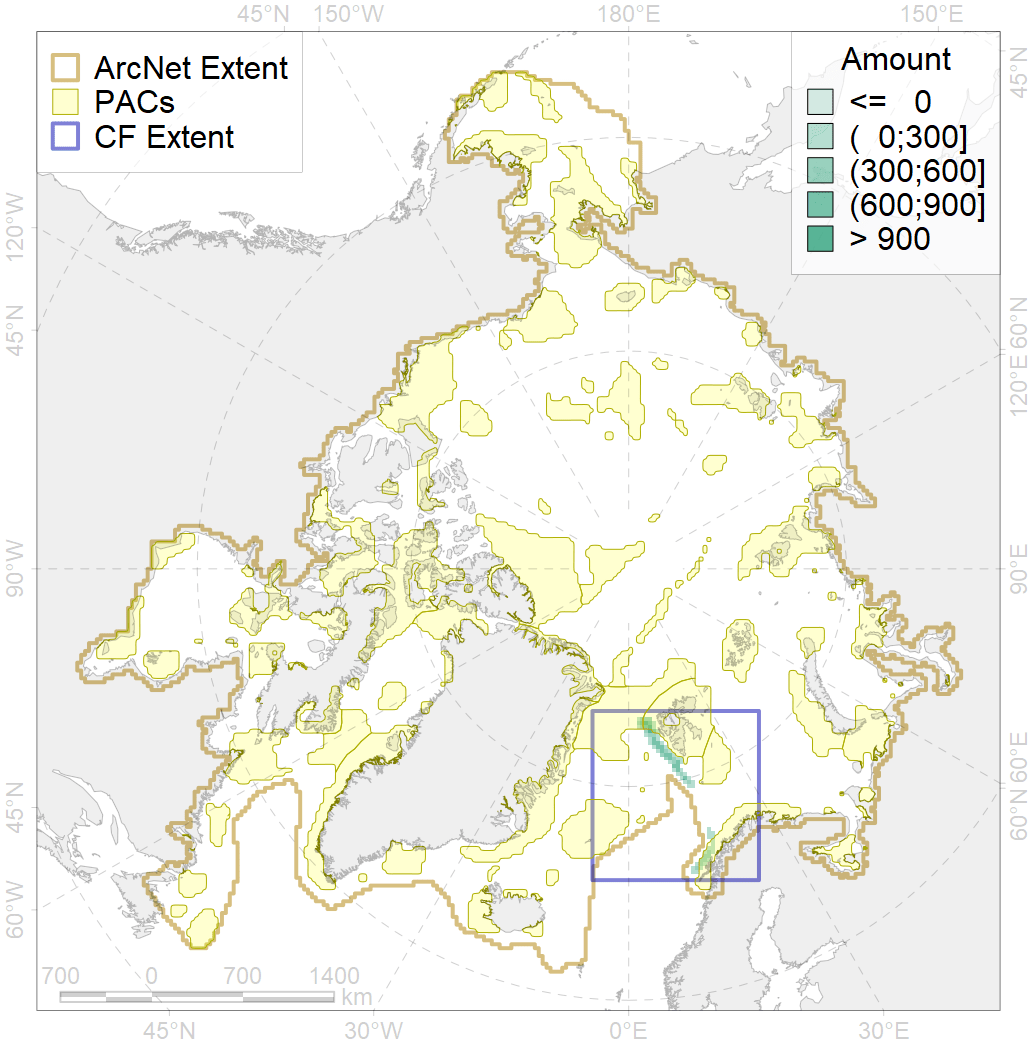 45°N 150°W 180°E 150°E
ArcNet Extent
PACs
CF Extent
Amount
<= 0
( 0;300]
(300;600]
(600;900]
> 900
45°N
120°W
45°N
60°N
120°E
90°W
90°E
45°N
60°E
60°N
60°W
700 0 700 1400
km
45°N 30°W 0°E 30°E